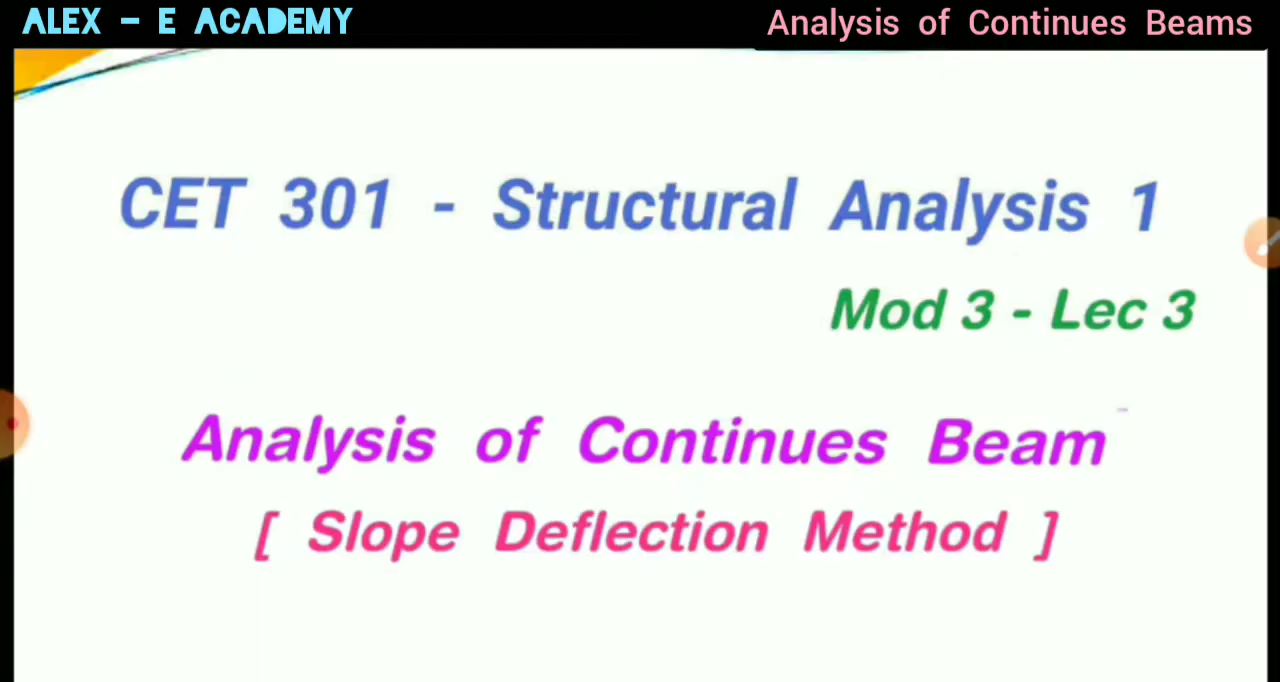 ALEX - E ACADEMY
Analysis of Continues Beams
CET 301 - Structural Analysis 1
Mod 3 - Lec 3
Analysis of Continues Beam
[ Slope Deflection Method ]